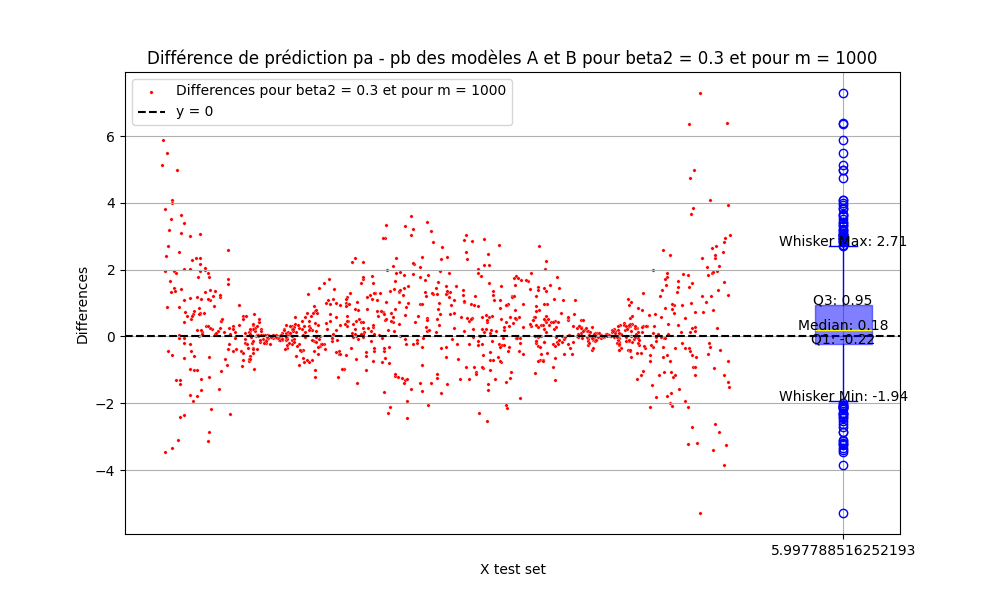 Différence de prédiction pa - pb des modèles A et B pour beta2 = 0.3 et pour m = 1000
Differences pour beta2 = 0.3 et pour m = 1000
y = 0
6
4
2
0
−2
−4
Differences
Whisker Max: 2.71
Q3: 0.95
Median: 0.18
Q1: -0.22
Whisker Min: -1.94
5.997788516252193
X test set